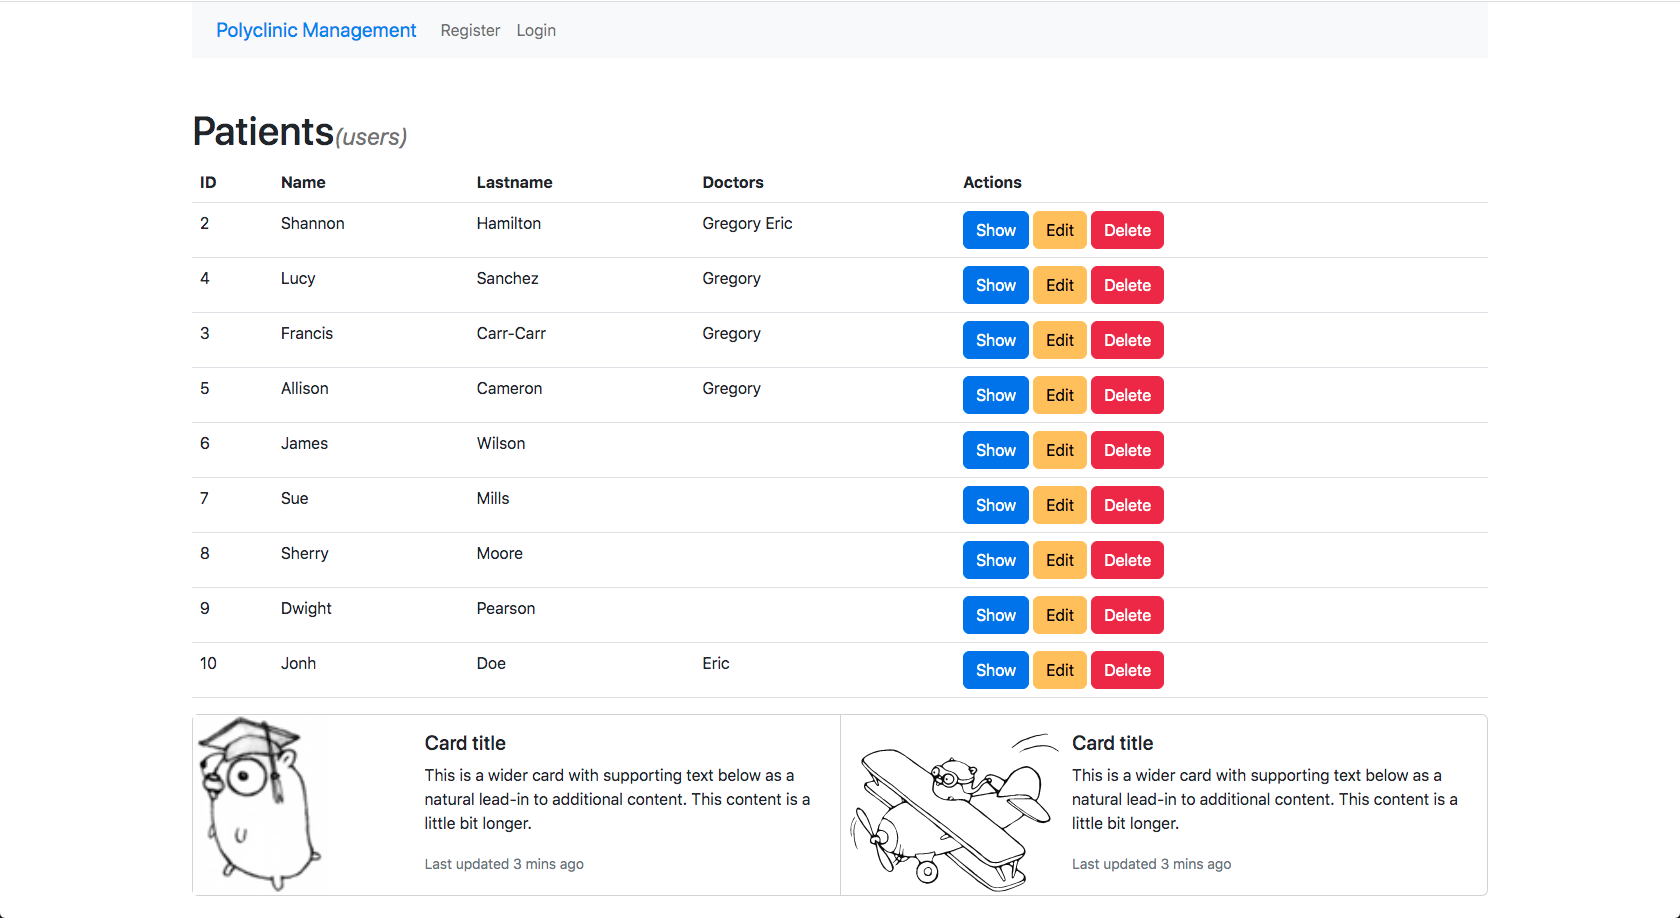 Polyclinic Management Register Login
Patients(users)
ID Name Lastname Doctors Actions
2 Shannon Hamilton Gregory Eric Show Edit Delete
4 Lucy Sanchez Gregory Show Edit Delete
3 Francis Carr-Carr Gregory Show Edit Delete
5 Allison Cameron Gregory Show Edit Delete
6 James Wilson Show Edit Delete
7 Sue Mills Show Edit Delete
8 Sherry Moore Show Edit Delete
9 Dwight Pearson Show Edit Delete
10 Jonh Doe Eric Show Edit Delete
Card title
This is a wider card with supporting text below as a
natural lead-in to additional content. This content is a
little bit longer.
Last updated 3 mins ago
Card title
This is a wider card with supporting text below as a
natural lead-in to additional content. This content is a
little bit longer.
Last updated 3 mins ago